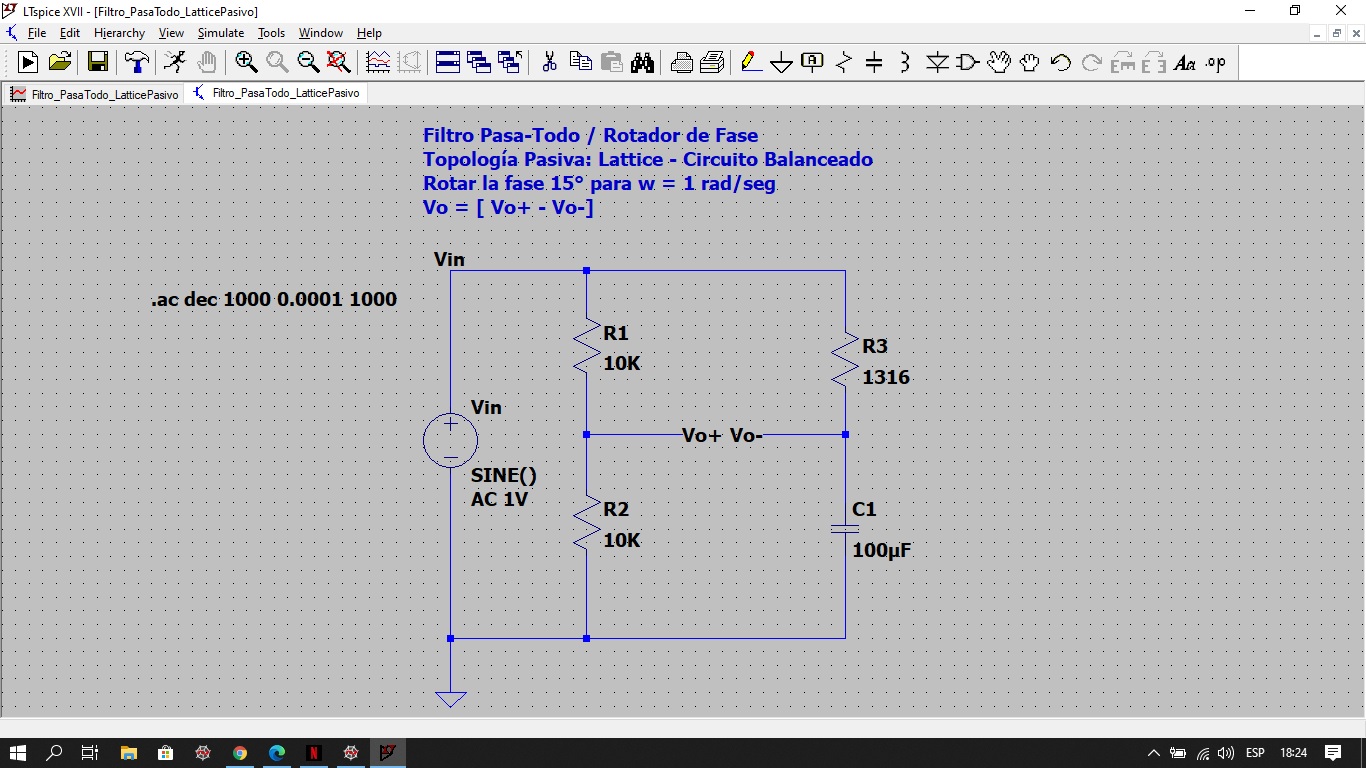 LTspice XVII - [Filtro_PasaTodo_LatticePasivo]
File Edit Hierarchy View Simulate Tools Window Help
Filtro_PasaTodo_LatticePasivo Filtro_PasaTodo_LatticePasivo
Filtro Pasa-Todo / Rotador de Fase
Topología Pasiva: Lattice - Circuito Balanceado
Rotar la fase 15° para w = 1 rad/seg
Vo = [ Vo+ - Vo-]
Vin
.ac dec 1000 0.0001 1000
R1
10K
R3
1316
Vin
Vo+ Vo-
SINE()
AC 1V
R2
10K
C1
100µF
ESP 18:24